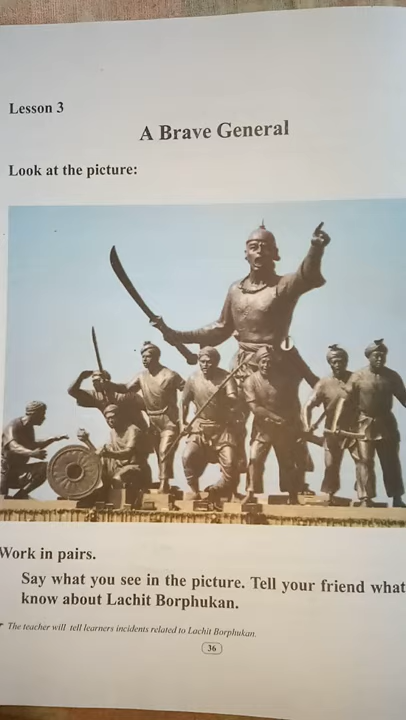 Lesson 3
A Brave General
Look at the picture:
Work in pairs.
Say what you see in the picture. Tell your friend what
know about Lachit Borphukan.
The teacher will tell learners incidents related to Lachit Borphukan.
36